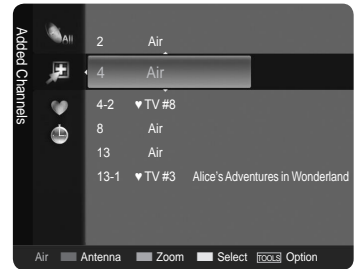 Added Channels
All
2 Air
4 Air
4-2 ♥ TV #8
8 Air
13 Air
13-1 ♥ TV #3 Alice's Adventures in Wonderland
Air Antenna Zoom Select TOOLS Option